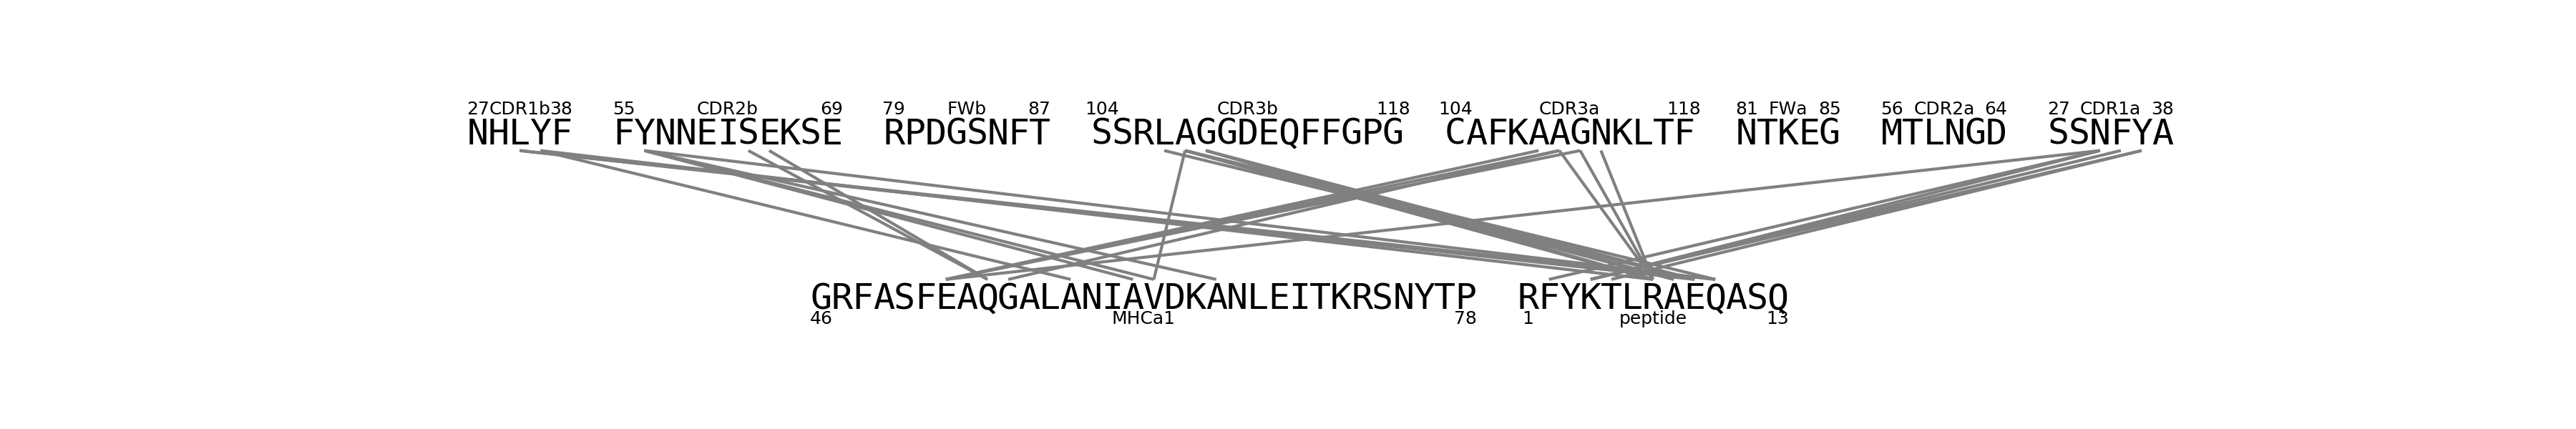 27CDR1b38 55 CDR2b 69 79 FWb 87 104 CDR3b 118 104 CDR3a 118 81 FWa 85 56 CDR2a 64 27 CDR1a 38
NHLYF FYNNEISEKSE RPDGSNFT SSRLAGGDEQFFGPG CAFKAAGNKLTF NTKEG MTLNGD SSNFYA
GRFASFEAQGALANIAVDKANLEITKRSNYTP RFYKTLRAEQASQ
46 MHCa1 78 1 peptide 13